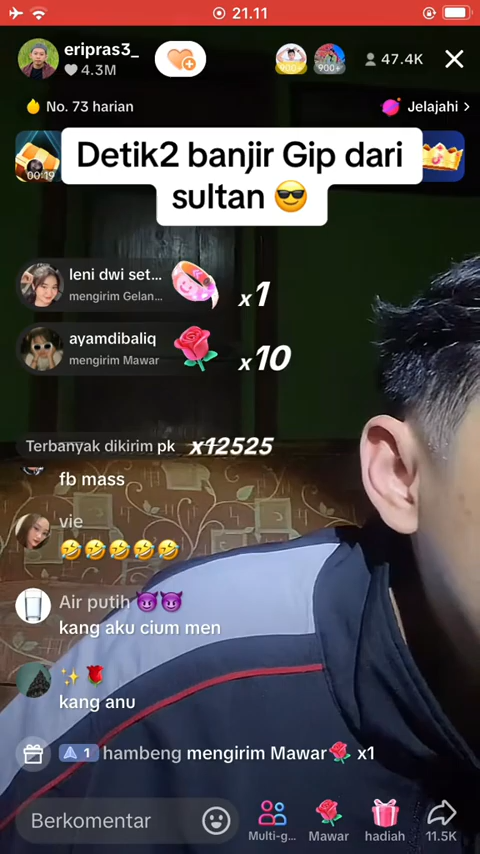 21.11
eripras3_
4.3M
900+
900+
47.4K
No. 73 harian
Jelajahi >
00:19
Detik2 banjir Gip dari
sultan 😎
leni dwi set...
mengirim Gelan...
x1
ayamdibaliq
mengirim Mawar
x10
Terbanyak dikirim pk x12525
fb mass
vie
🤣🤣🤣🤣🤣
Air putih 😈😈
kang aku cium men
✨🌹
kang anu
1 hambeng mengirim Mawar🌹 x1
Berkomentar
Multi-g...
Mawar
hadiah
11.5K